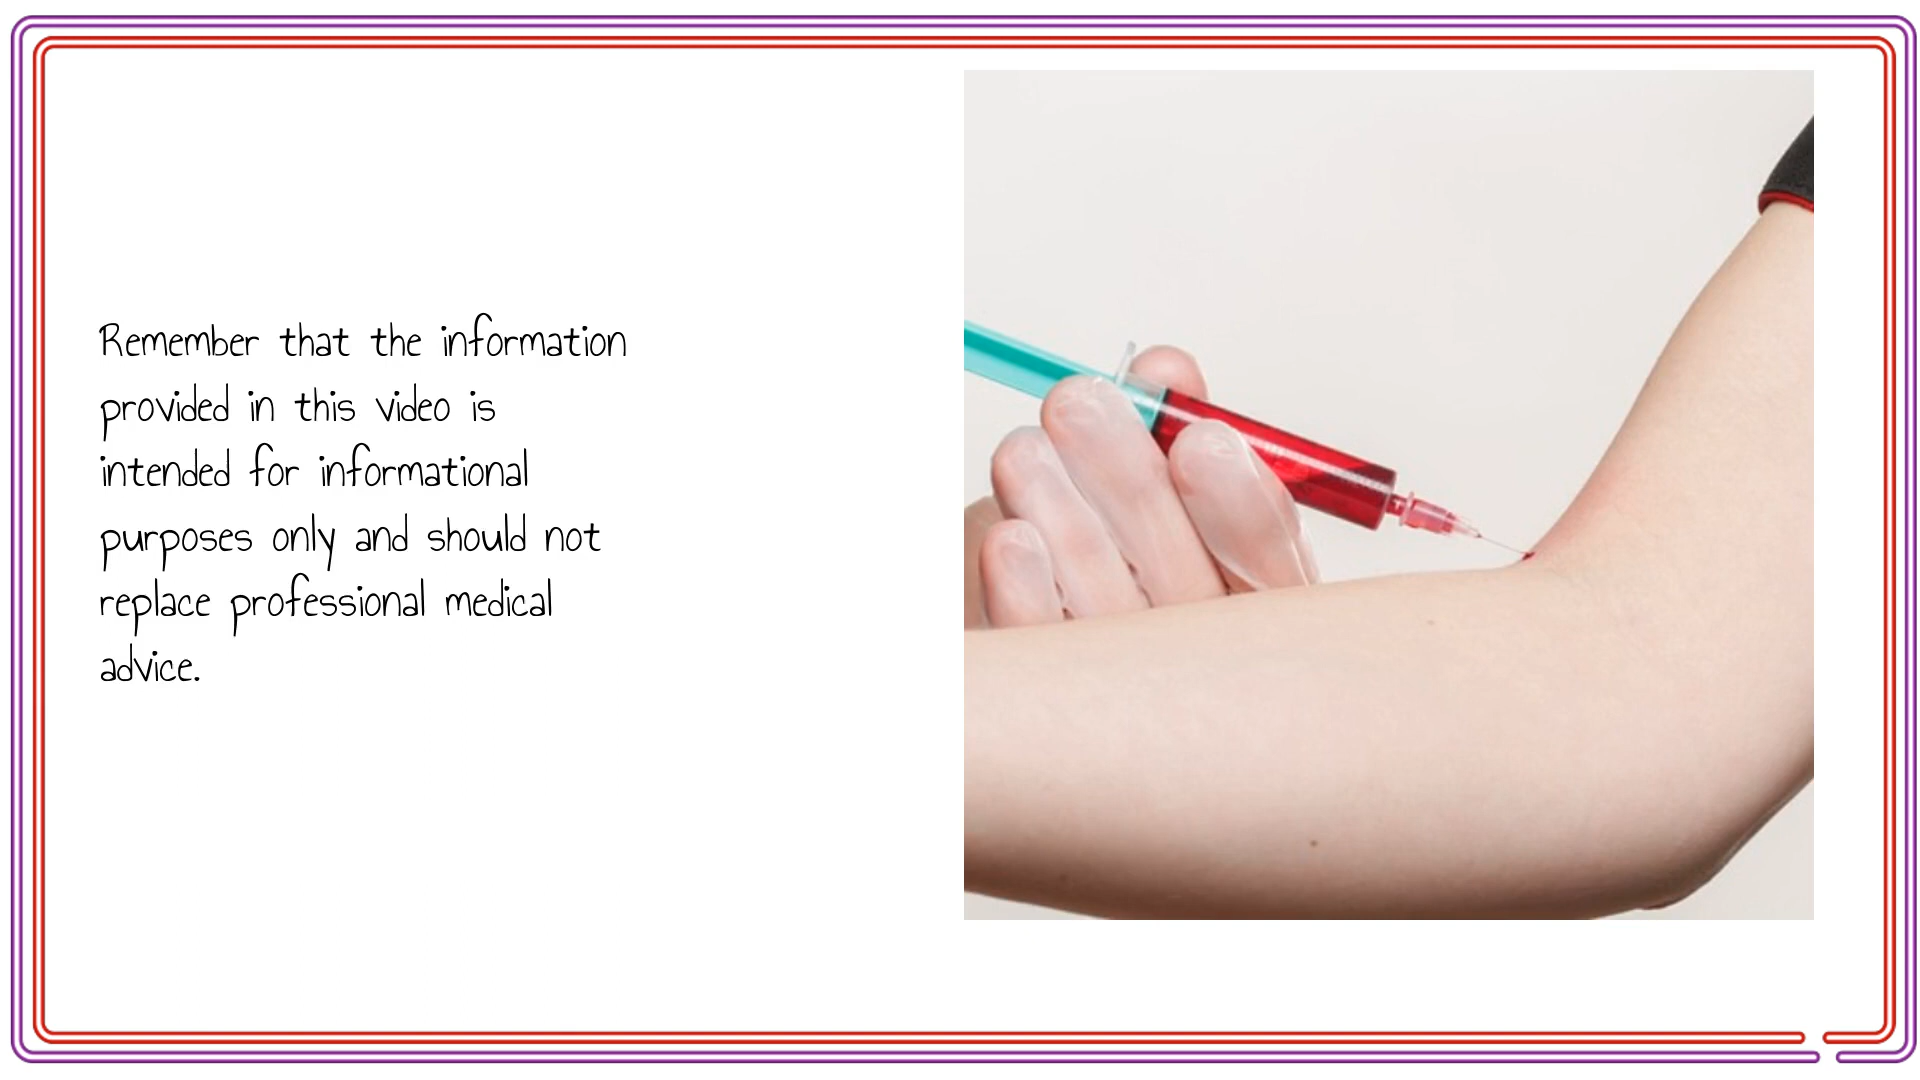 Remember that the information
provided in this video is
intended for informational
purposes only and should not
replace professional medical
advice.